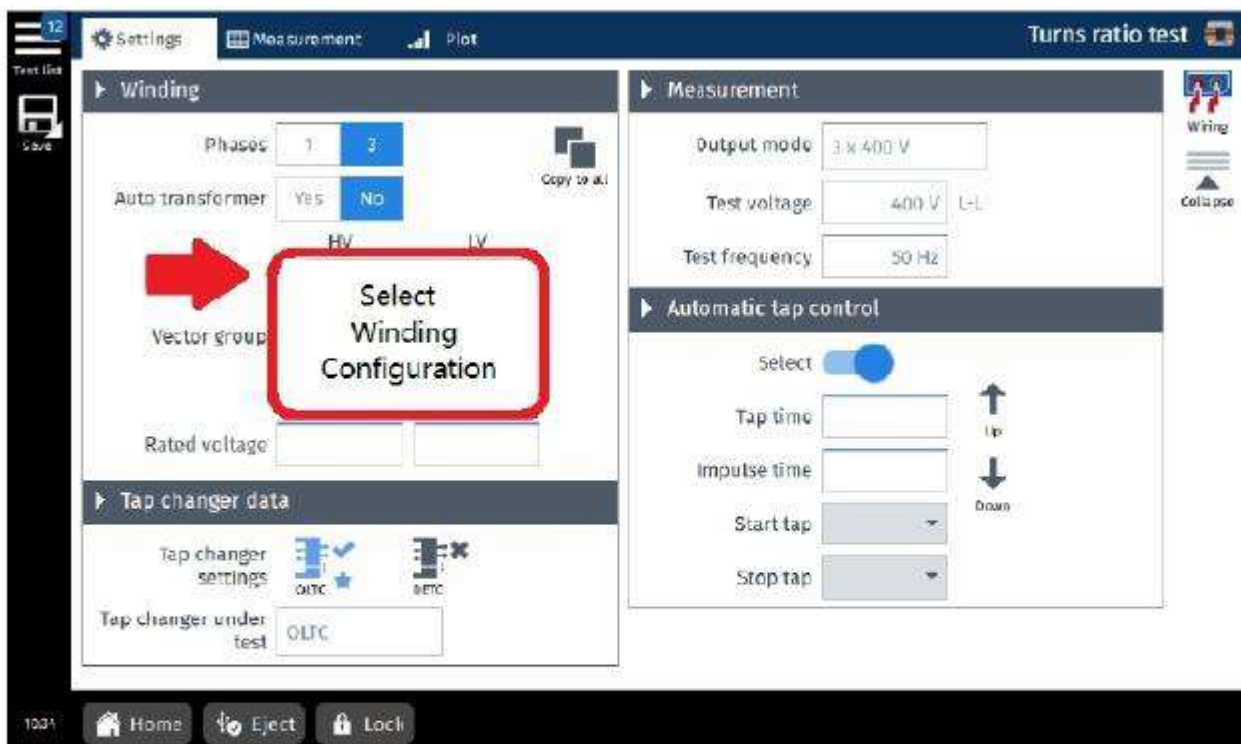 12
Test list
Save
Settings
Measurement
Plot
Turns ratio test
Winding
Phases 1 3
Copy to all
Auto transformer Yes No
HV LV
Vector group
Select
Winding
Configuration
Rated voltage
Tap changer data
Tap changer
settings
OLTC
DETC
Tap changer under
test
OLTC
Measurement
Output mode 3 x 400 V
Test voltage 400 V L-L
Test frequency 50 Hz
Automatic tap control
Select
Tap time
Up
Impulse time
Down
Start tap
Stop tap
Wiring
Collapse
Home
Eject
Lock